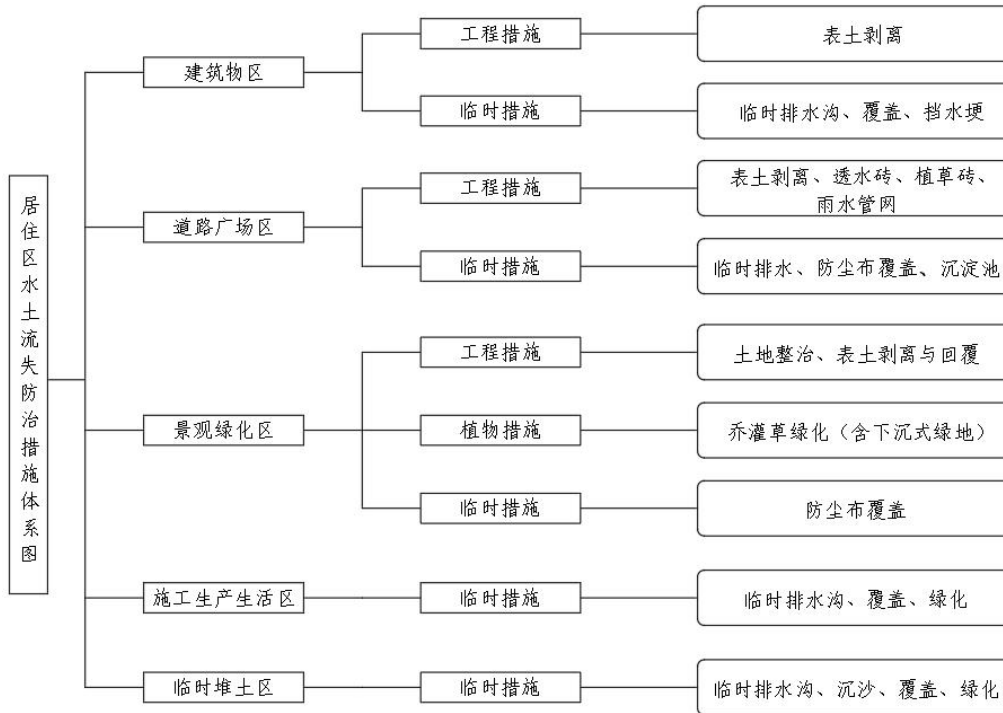 居住区水土流失防治措施体系图
建筑物区
工程措施
表土剥离
临时措施
临时排水沟、覆盖、挡水埂
道路广场区
工程措施
表土剥离、透水砖、植草砖、
雨水管网
临时措施
临时排水、防尘布覆盖、沉淀池
景观绿化区
工程措施
土地整治、表土剥离与回覆
植物措施
乔灌草绿化（含下沉式绿地）
临时措施
防尘布覆盖
施工生产生活区
临时措施
临时排水沟、覆盖、绿化
临时堆土区
临时措施
临时排水沟、沉沙、覆盖、绿化